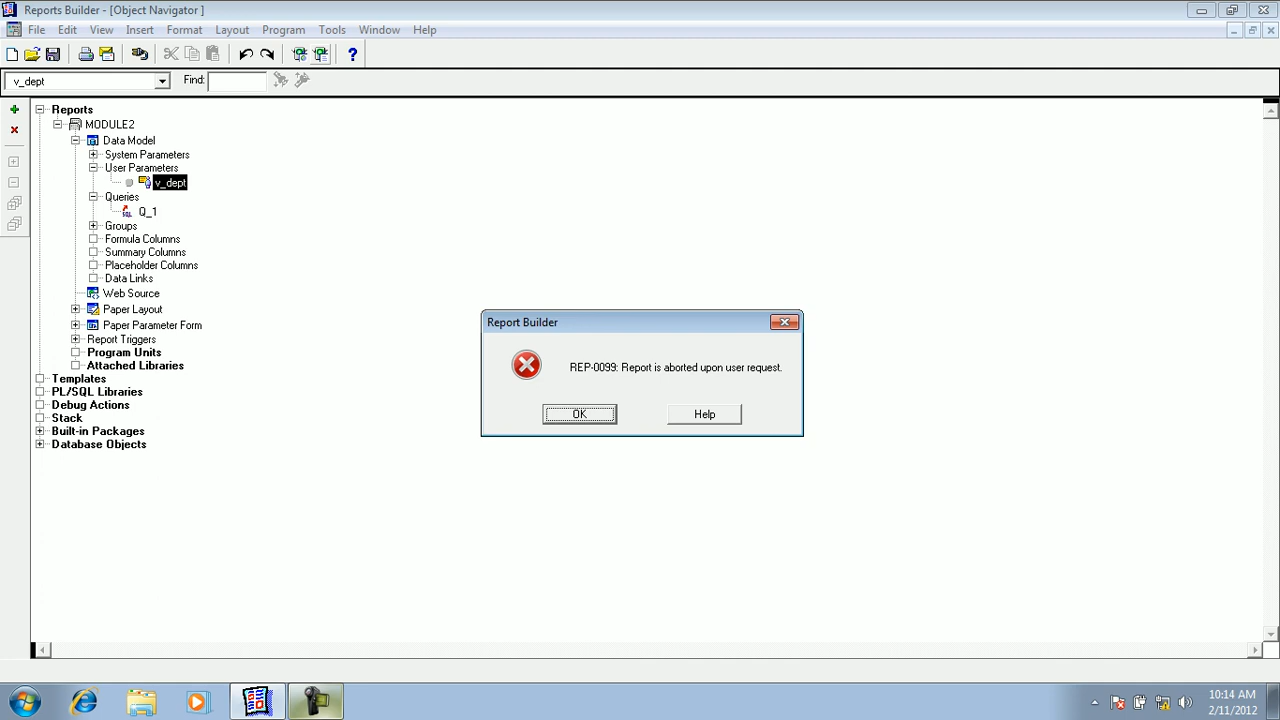 Reports Builder - [Object Navigator ]
File Edit View Insert Format Layout Program Tools Window Help
v_dept Find:
Reports
MODULE2
Data Model
System Parameters
User Parameters
v_dept
Queries
SQL Q_1
Groups
Formula Columns
Summary Columns
Placeholder Columns
Data Links
Web Source
Paper Layout
Paper Parameter Form
Report Triggers
Program Units
Attached Libraries
Templates
PL/SQL Libraries
Debug Actions
Stack
Built-in Packages
Database Objects
Report Builder
REP-0099: Report is aborted upon user request.
OK Help
10:14 AM
2/11/2012